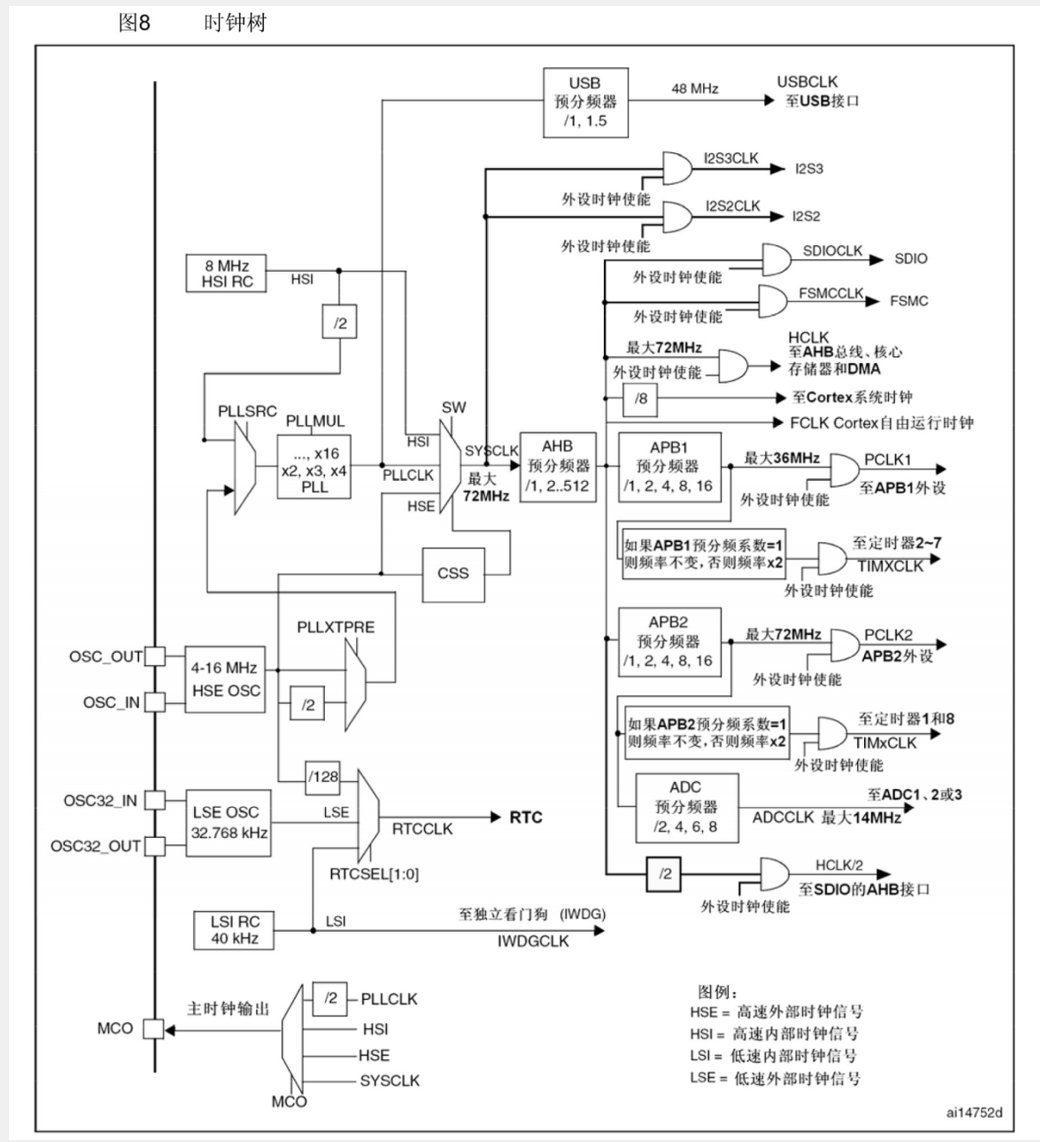 图8 时钟树
USB
预分频器
/1, 1.5
48 MHz
USBCLK
至USB接口
I2S3CLK
I2S3
外设时钟使能
I2S2CLK
I2S2
外设时钟使能
SDIOCLK
SDIO
外设时钟使能
FSMCCLK
FSMC
外设时钟使能
8 MHz
HSI RC
HSI
/2
HCLK
至AHB总线、核心
存储器和DMA
最大72MHz
外设时钟使能
/8
至Cortex系统时钟
FCLK Cortex自由运行时钟
PLLSRC
PLLMUL
..., x16
x2, x3, x4
PLL
SW
HSI
PLLCLK
HSE
SYSCLK
最大
72MHz
AHB
预分频器
/1, 2..512
APB1
预分频器
/1, 2, 4, 8, 16
最大36MHz
PCLK1
至APB1外设
外设时钟使能
如果APB1预分频系数=1
则频率不变,否则频率x2
至定时器2~7
TIMXCLK
外设时钟使能
CSS
PLLXTPRE
OSC_OUT
OSC_IN
4-16 MHz
HSE OSC
/2
APB2
预分频器
/1, 2, 4, 8, 16
最大72MHz
PCLK2
APB2外设
外设时钟使能
如果APB2预分频系数=1
则频率不变,否则频率x2
至定时器1和8
TIMxCLK
外设时钟使能
/128
OSC32_IN
OSC32_OUT
LSE OSC
32.768 kHz
LSE
RTC
RTCCLK
RTCSEL[1:0]
ADC
预分频器
/2, 4, 6, 8
至ADC1、2或3
ADCCLK 最大14MHz
/2
HCLK/2
至SDIO的AHB接口
外设时钟使能
LSI RC
40 kHz
LSI
至独立看门狗 (IWDG)
IWDGCLK
MCO
主时钟输出
/2
PLLCLK
HSI
HSE
SYSCLK
MCO
图例:
HSE = 高速外部时钟信号
HSI = 高速内部时钟信号
LSI = 低速内部时钟信号
LSE = 低速外部时钟信号
ai14752d